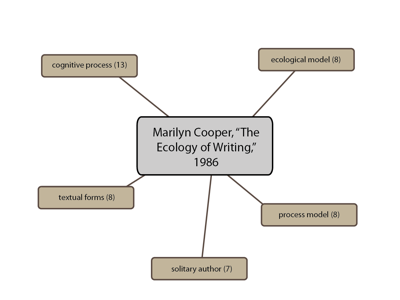 cognitive process (13)
ecological model (8)
Marilyn Cooper, “The
Ecology of Writing,”
1986
textual forms (8)
process model (8)
solitary author (7)